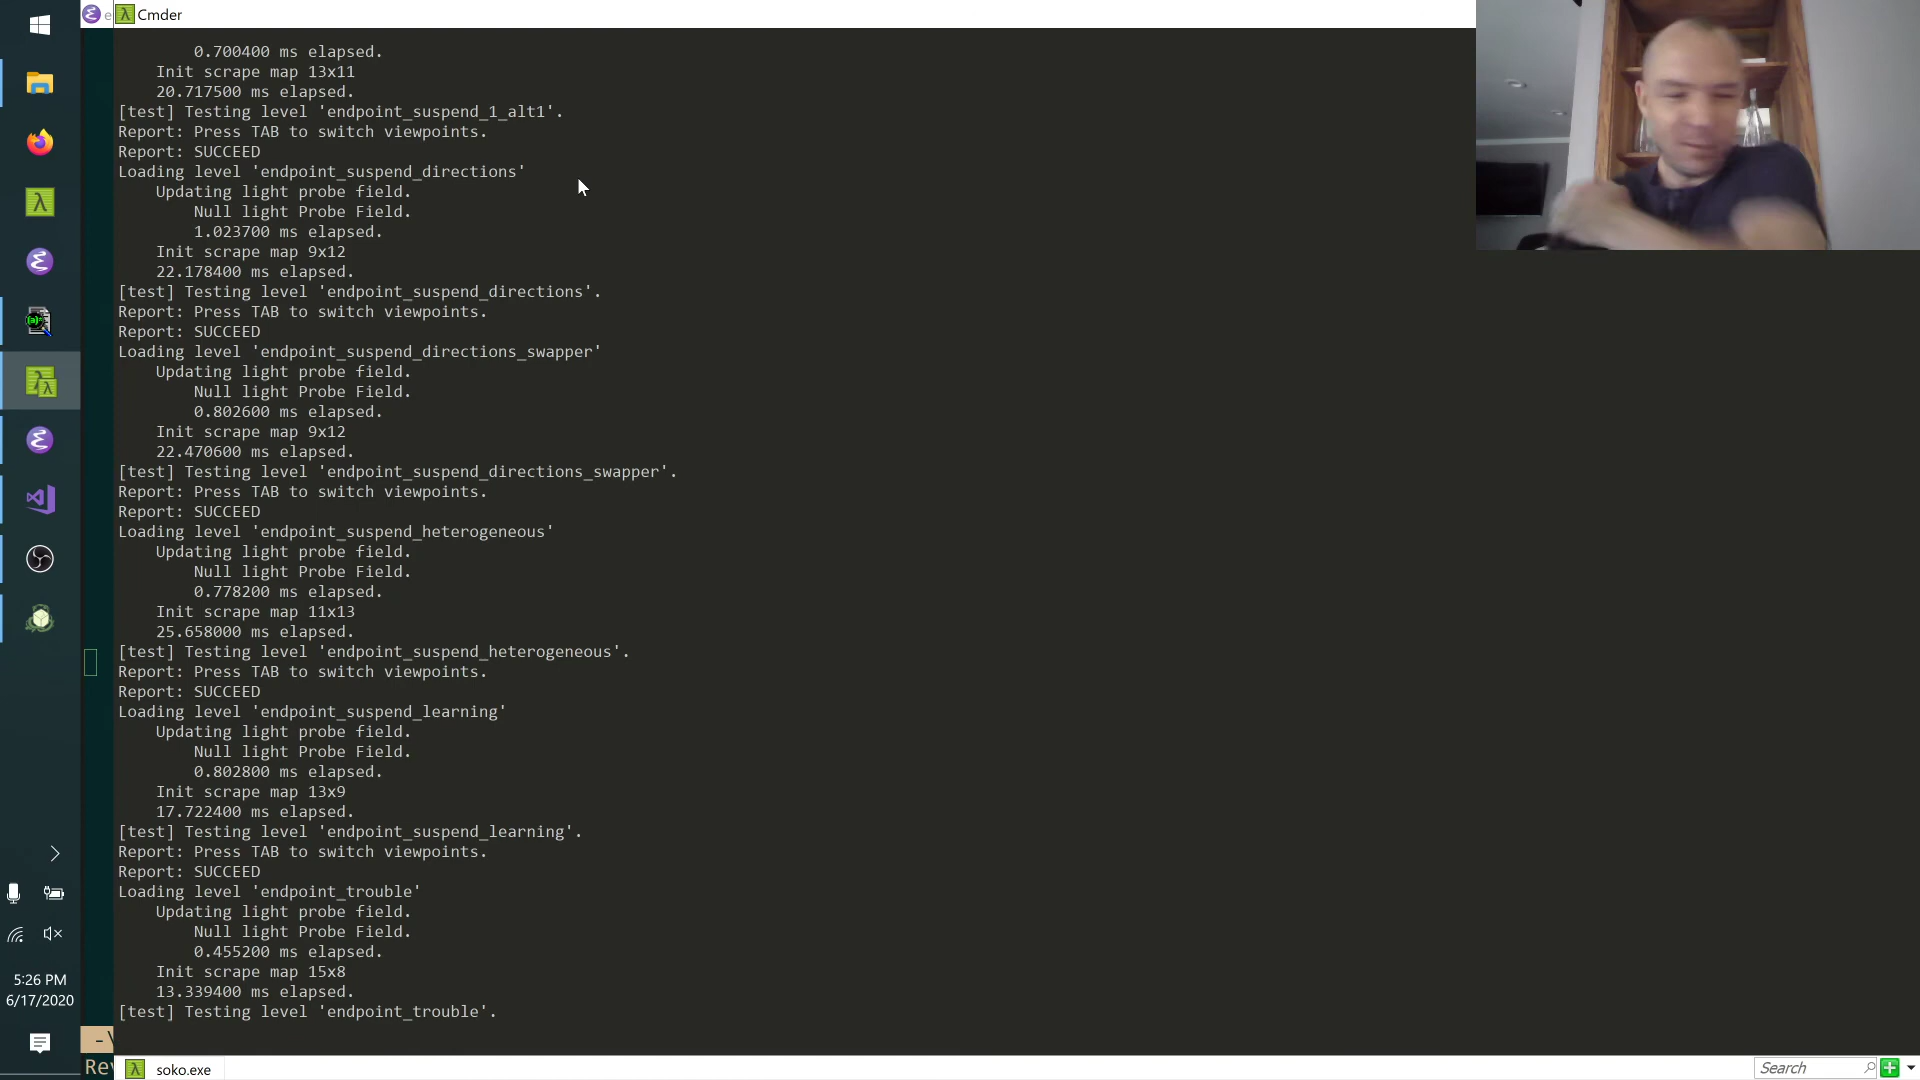 e
Cmder
0.700400 ms elapsed.
Init scrape map 13x11
20.717500 ms elapsed.
[test] Testing level 'endpoint_suspend_1_alt1'.
Report: Press TAB to switch viewpoints.
Report: SUCCEED
Loading level 'endpoint_suspend_directions'
Updating light probe field.
Null light Probe Field.
1.023700 ms elapsed.
Init scrape map 9x12
22.178400 ms elapsed.
[test] Testing level 'endpoint_suspend_directions'.
Report: Press TAB to switch viewpoints.
Report: SUCCEED
Loading level 'endpoint_suspend_directions_swapper'
Updating light probe field.
Null light Probe Field.
0.802600 ms elapsed.
Init scrape map 9x12
22.470600 ms elapsed.
[test] Testing level 'endpoint_suspend_directions_swapper'.
Report: Press TAB to switch viewpoints.
Report: SUCCEED
Loading level 'endpoint_suspend_heterogeneous'
Updating light probe field.
Null light Probe Field.
0.778200 ms elapsed.
Init scrape map 11x13
25.658000 ms elapsed.
[test] Testing level 'endpoint_suspend_heterogeneous'.
Report: Press TAB to switch viewpoints.
Report: SUCCEED
Loading level 'endpoint_suspend_learning'
Updating light probe field.
Null light Probe Field.
0.802800 ms elapsed.
Init scrape map 13x9
17.722400 ms elapsed.
[test] Testing level 'endpoint_suspend_learning'.
Report: Press TAB to switch viewpoints.
Report: SUCCEED
Loading level 'endpoint_trouble'
Updating light probe field.
Null light Probe Field.
0.455200 ms elapsed.
Init scrape map 15x8
13.339400 ms elapsed.
[test] Testing level 'endpoint_trouble'.
5:26 PM
6/17/2020
-\
Rev
soko.exe
Search